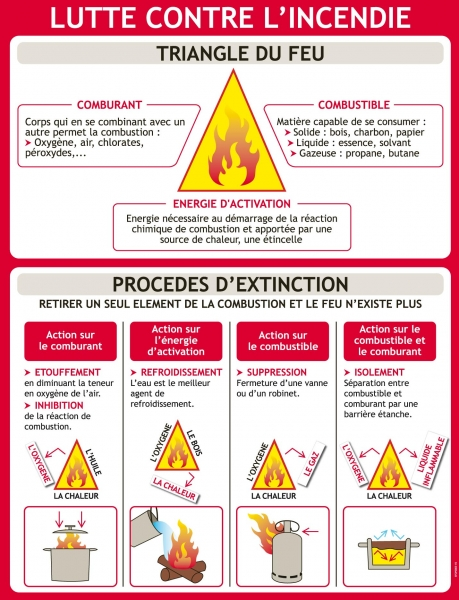 LUTTE CONTRE L'INCENDIE
TRIANGLE DU FEU
COMBURANT
Corps qui en se combinant avec un
autre permet la combustion :
➤ Oxygène, air, chlorates,
péroxydes,...
COMBUSTIBLE
Matière capable de se consumer :
➤ Solide : bois, charbon, papier
➤ Liquide : essence, solvant
➤ Gazeuse : propane, butane
ENERGIE D'ACTIVATION
Energie nécessaire au démarrage de la réaction
chimique de combustion et apportée par une
source de chaleur, une étincelle
PROCEDES D'EXTINCTION
RETIRER UN SEUL ELEMENT DE LA COMBUSTION ET LE FEU N'EXISTE PLUS
Action sur
le comburant
➤ ETOUFFEMENT
en diminuant la teneur
en oxygène de l'air.
➤ INHIBITION
de la réaction de
combustion.
L'OXYGÈNE
L'HUILE
LA CHALEUR
Action sur
l'énergie
d'activation
➤ REFROIDISSEMENT
L'eau est le meilleur
agent de
refroidissement.
L'OXYGÈNE
LE BOIS
LA CHALEUR
Action sur
le combustible
➤ SUPPRESSION
Fermeture d'une vanne
ou d'un robinet.
L'OXYGÈNE
LE GAZ
LA CHALEUR
Action sur le
combustible et
le comburant
➤ ISOLEMENT
Séparation entre
combustible et
comburant par une
barrière étanche.
L'OXYGÈNE
LIQUIDE
INFLAMMABLE
LA CHALEUR